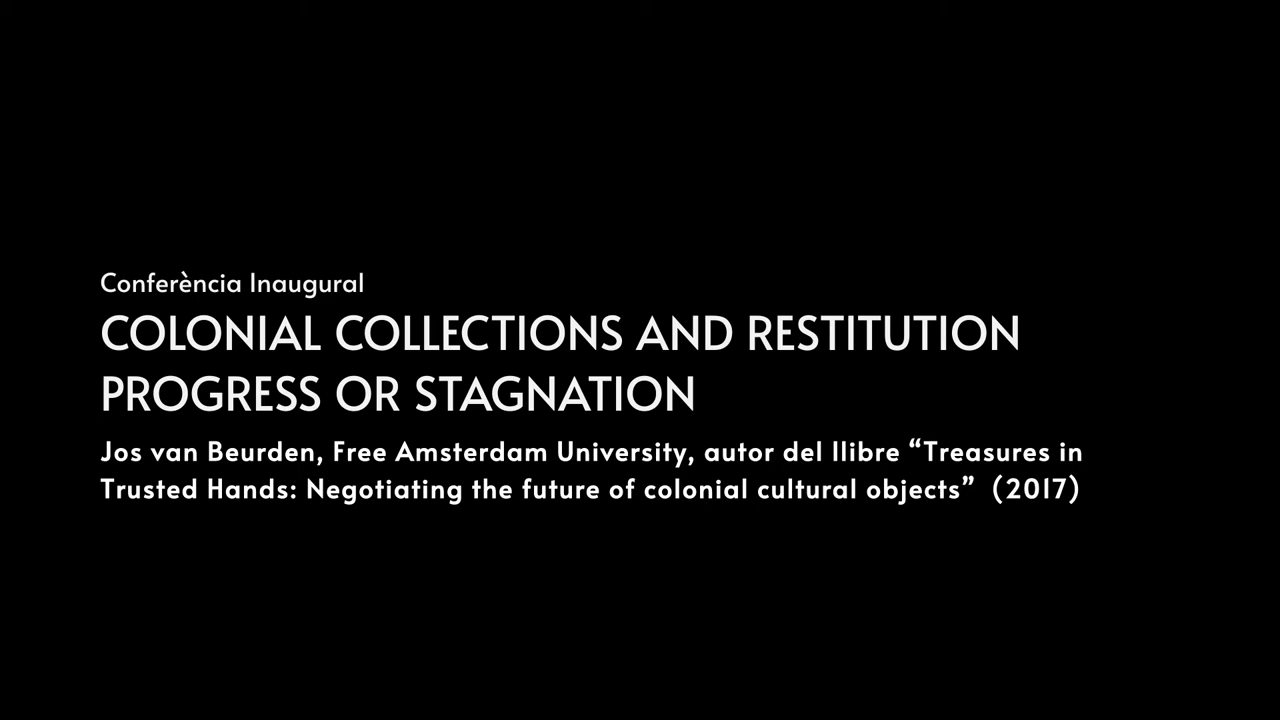 Conferència Inaugural
COLONIAL COLLECTIONS AND RESTITUTION
PROGRESS OR STAGNATION
Jos van Beurden, Free Amsterdam University, autor del llibre “Treasures in
Trusted Hands: Negotiating the future of colonial cultural objects” (2017)